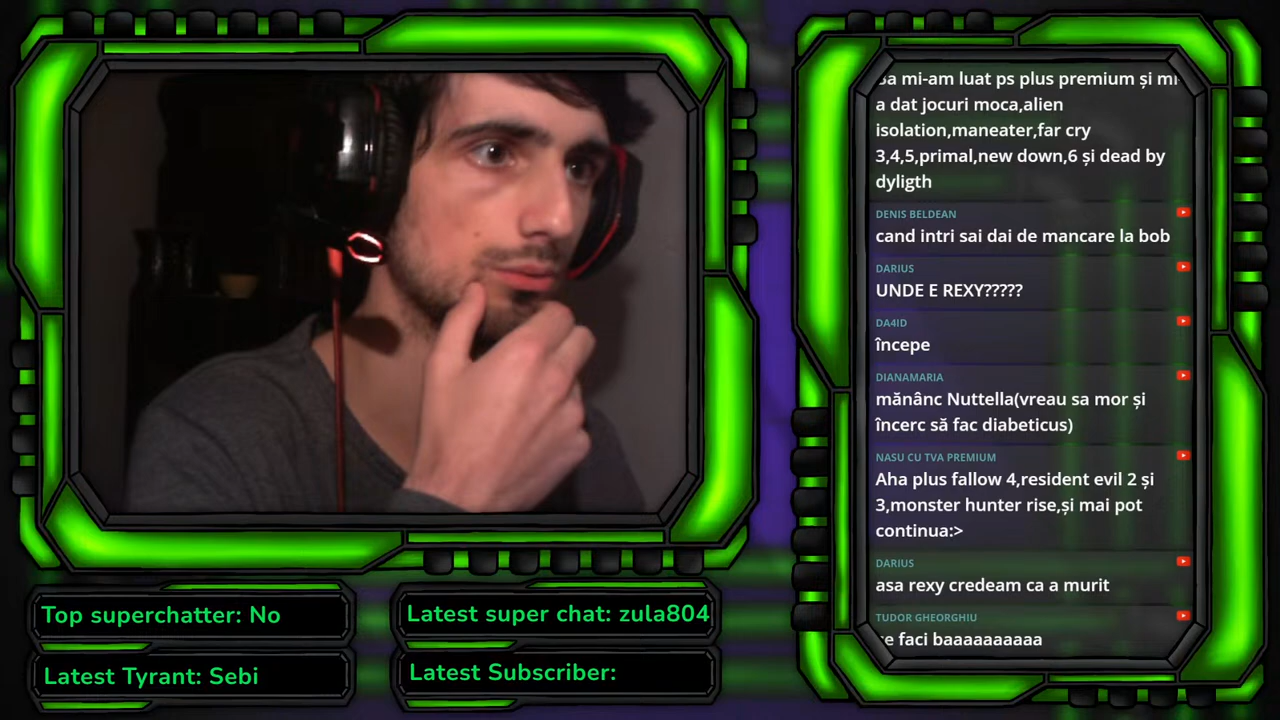 Sa mi-am luat ps plus premium și mi-
a dat jocuri moca,alien
isolation,maneater,far cry
3,4,5,primal,new down,6 și dead by
dyligth
DENIS BELDEAN
cand intri sai dai de mancare la bob
DARIUS
UNDE E REXY?????
DA4ID
începe
DIANAMARIA
mănânc Nuttella(vreau sa mor și
încerc să fac diabeticus)
NASU CU TVA PREMIUM
Aha plus fallow 4,resident evil 2 și
3,monster hunter rise,și mai pot
continua:>
DARIUS
asa rexy credeam ca a murit
TUDOR GHEORGHIU
ce faci baaaaaaaaaa
Top superchatter: No
Latest super chat: zula804
Latest Tyrant: Sebi
Latest Subscriber: